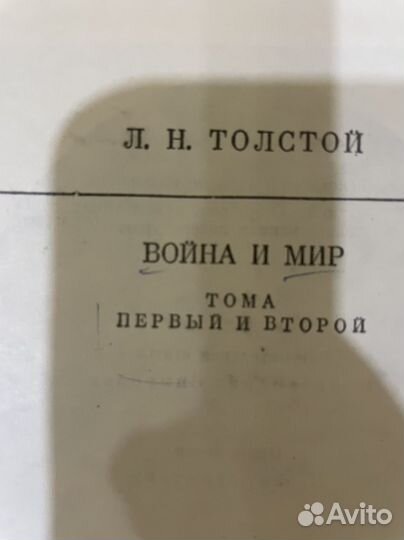 Л. Н. ТОЛСТОЙ
ВОЙНА И МИР
ТОМА
ПЕРВЫЙ И ВТОРОЙ
Avito